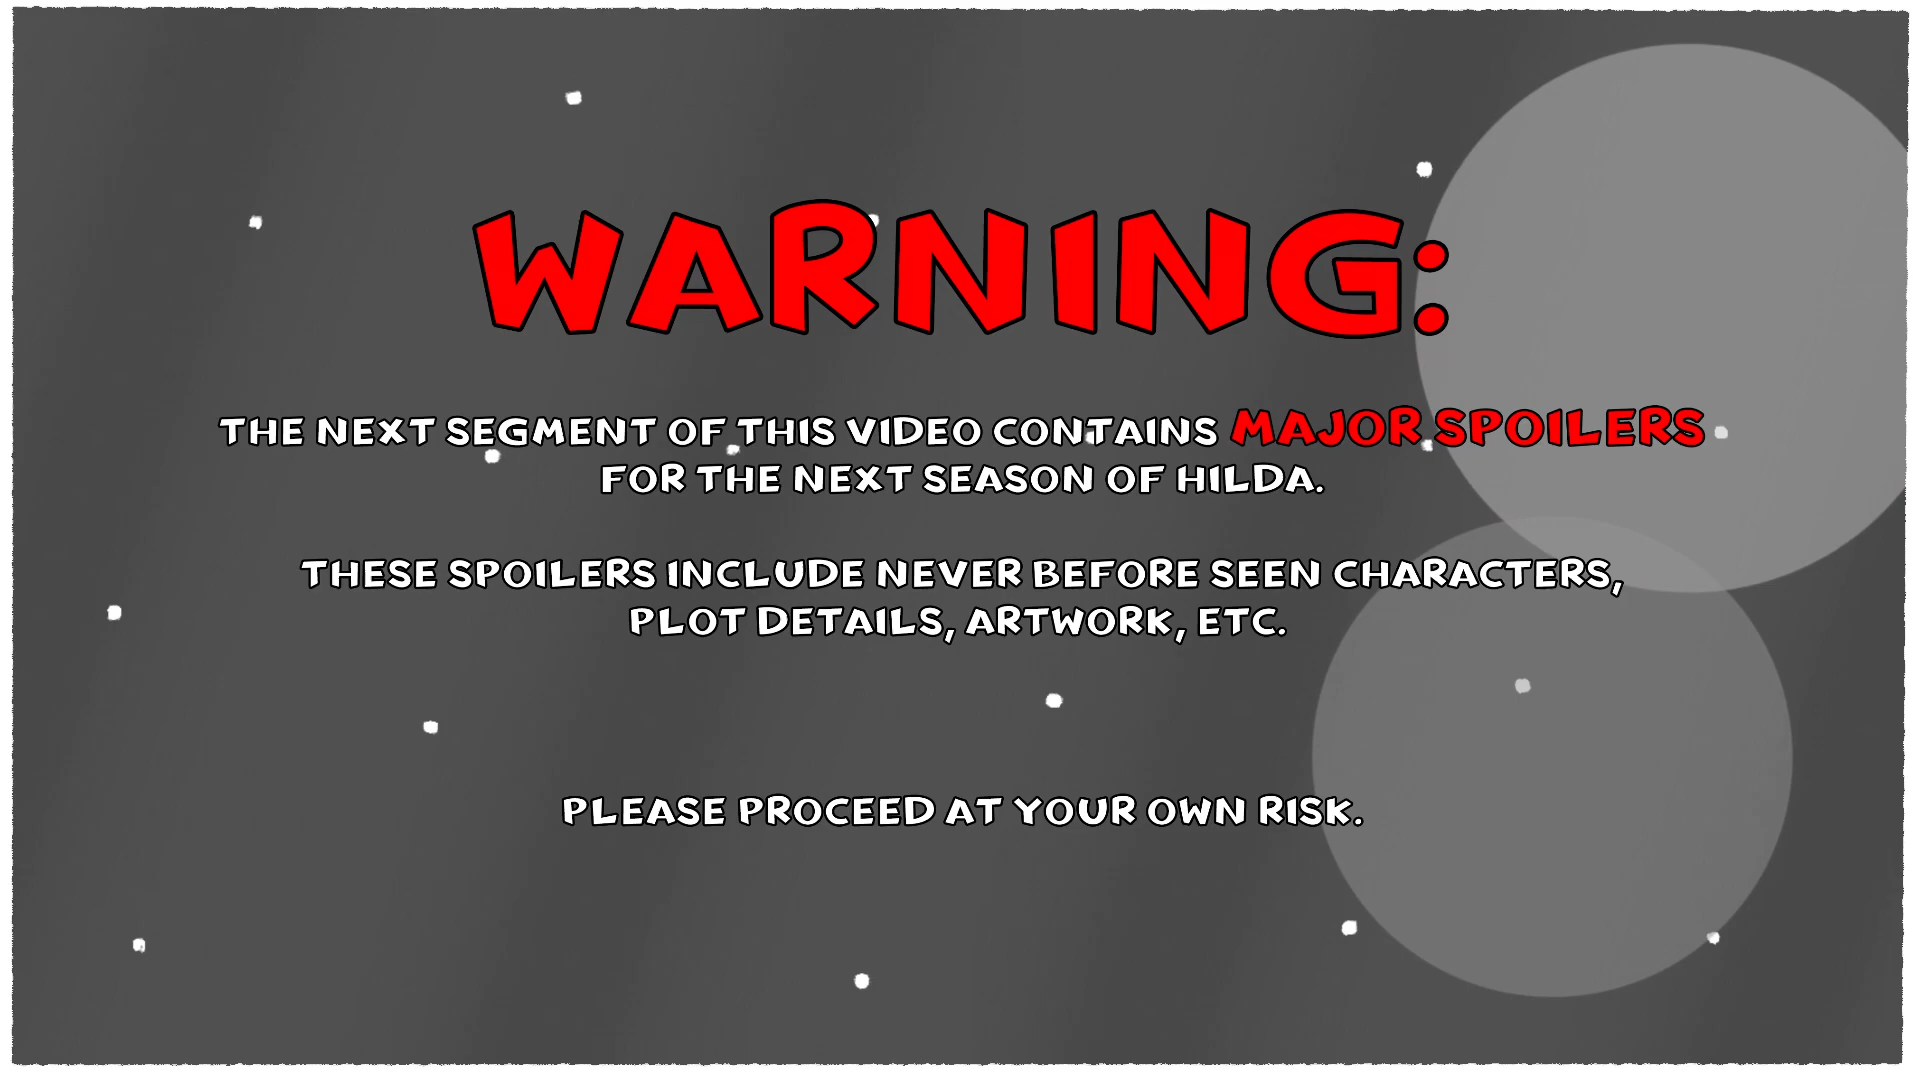 WARNING:
THE NEXT SEGMENT OF THIS VIDEO CONTAINS MAJOR SPOILERS
FOR THE NEXT SEASON OF HILDA.
THESE SPOILERS INCLUDE NEVER BEFORE SEEN CHARACTERS,
PLOT DETAILS, ARTWORK, ETC.
PLEASE PROCEED AT YOUR OWN RISK.